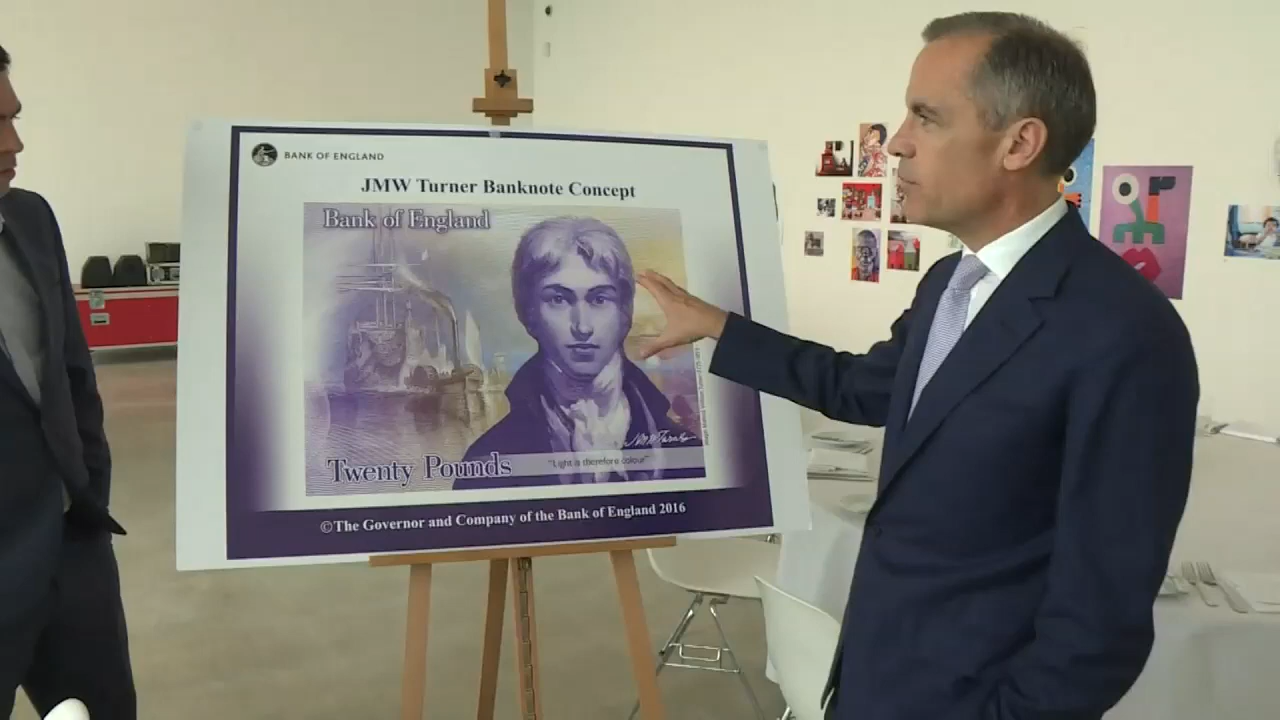 BANK OF ENGLAND
JMW Turner Banknote Concept
Bank of England
Twenty Pounds
"Light is therefore colour"
©The Governor and Company of the Bank of England 2016